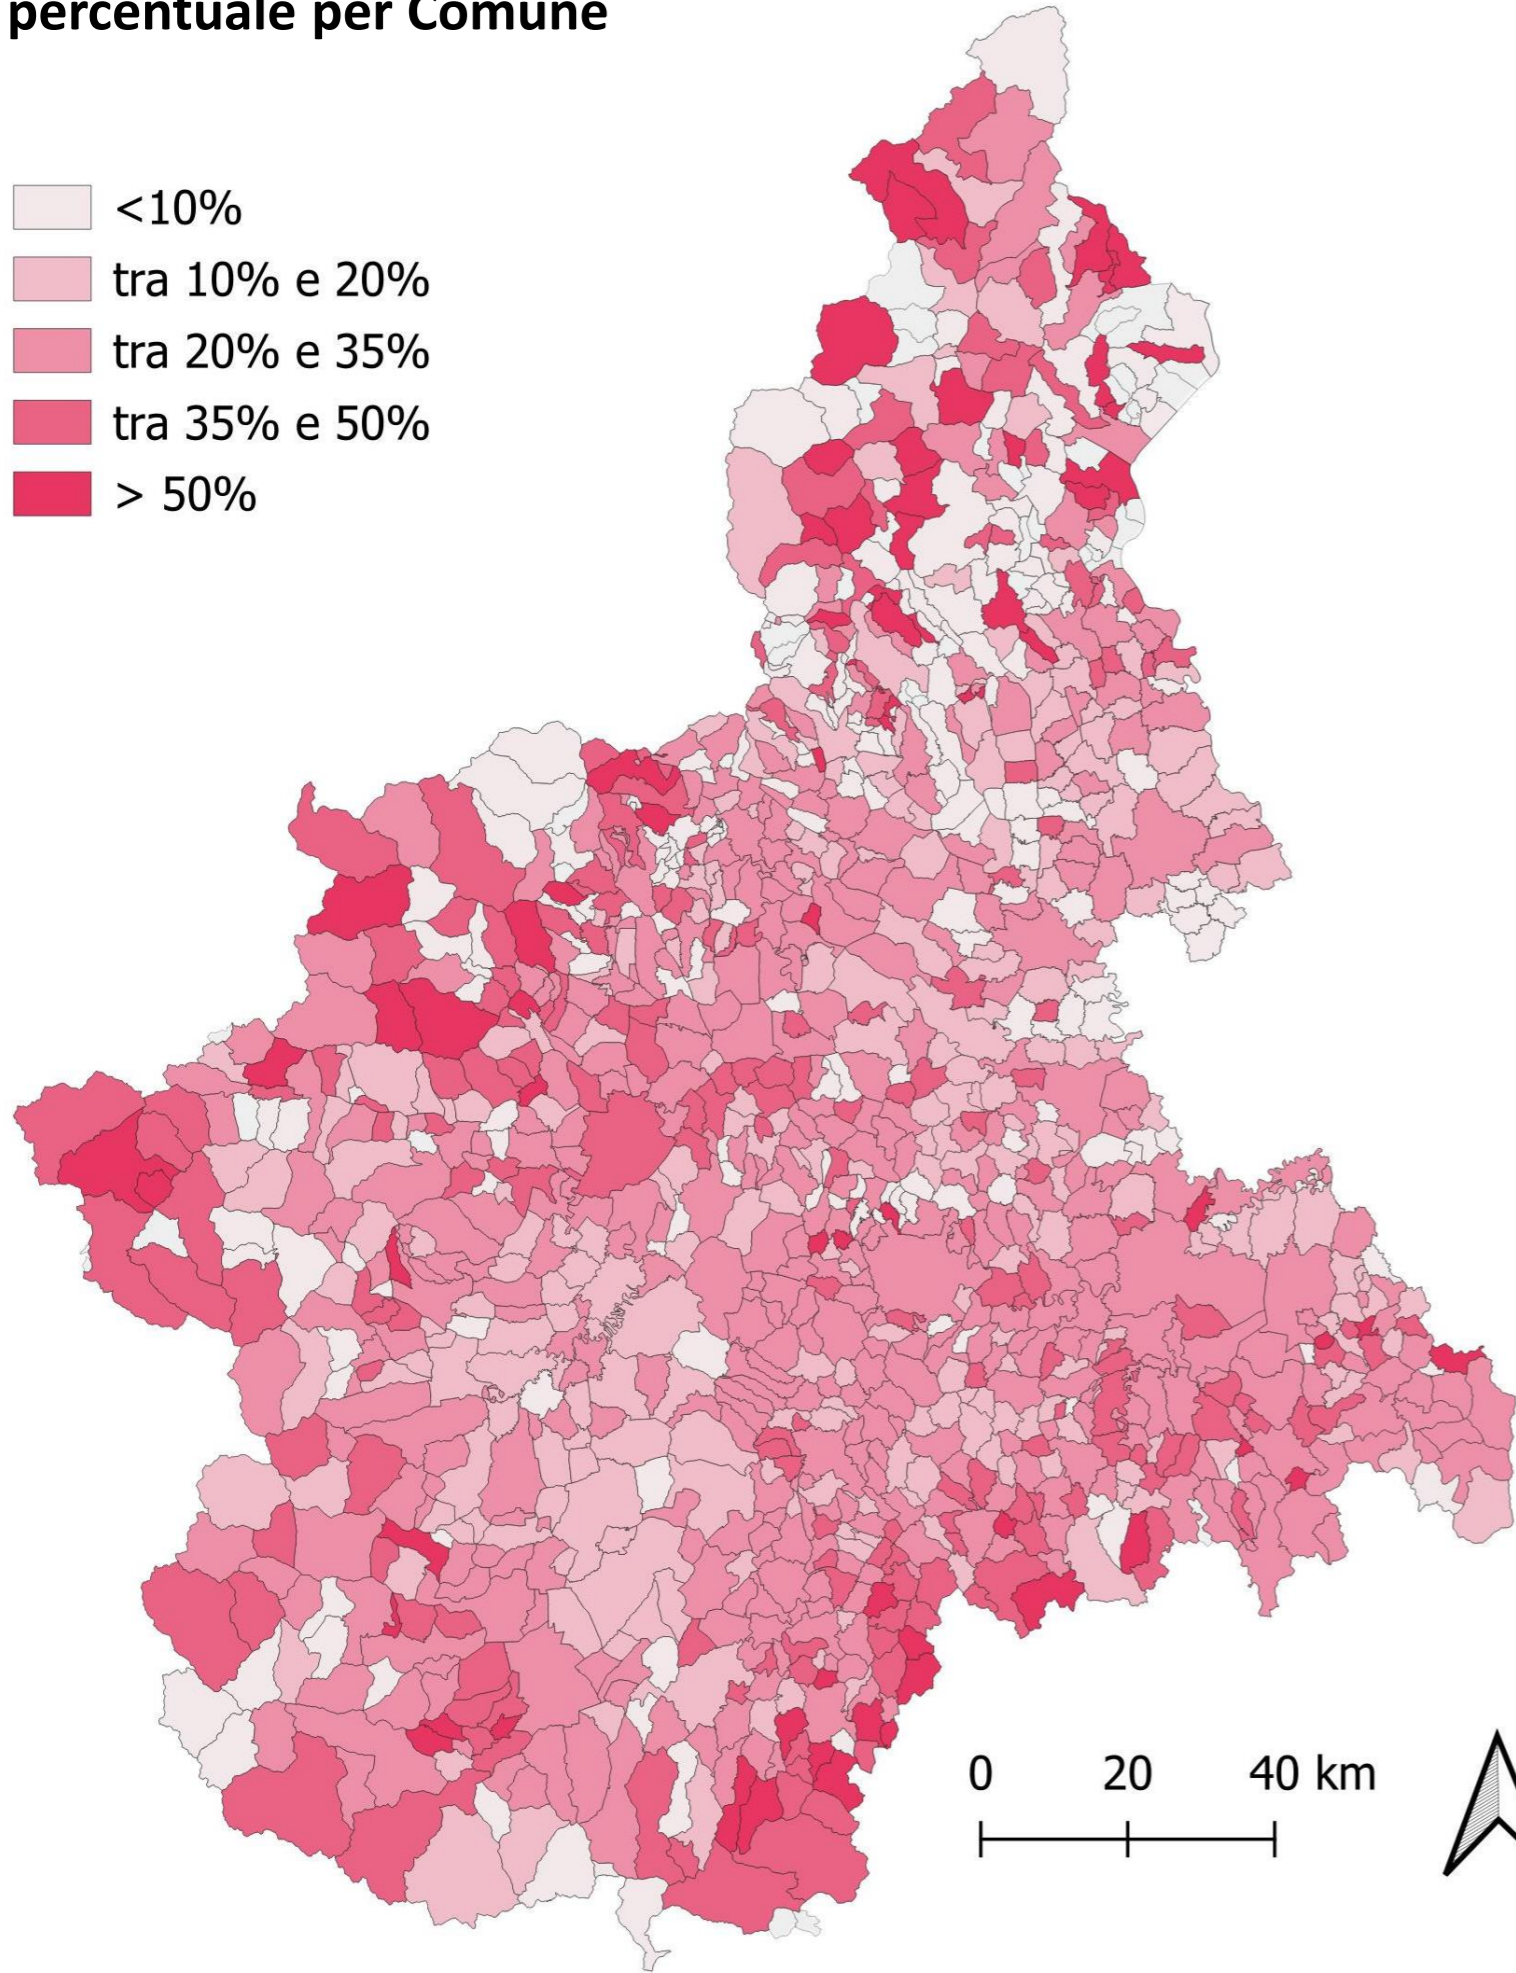 percentuale per Comune
<10%
tra 10% e 20%
tra 20% e 35%
tra 35% e 50%
> 50%
0 20 40 km